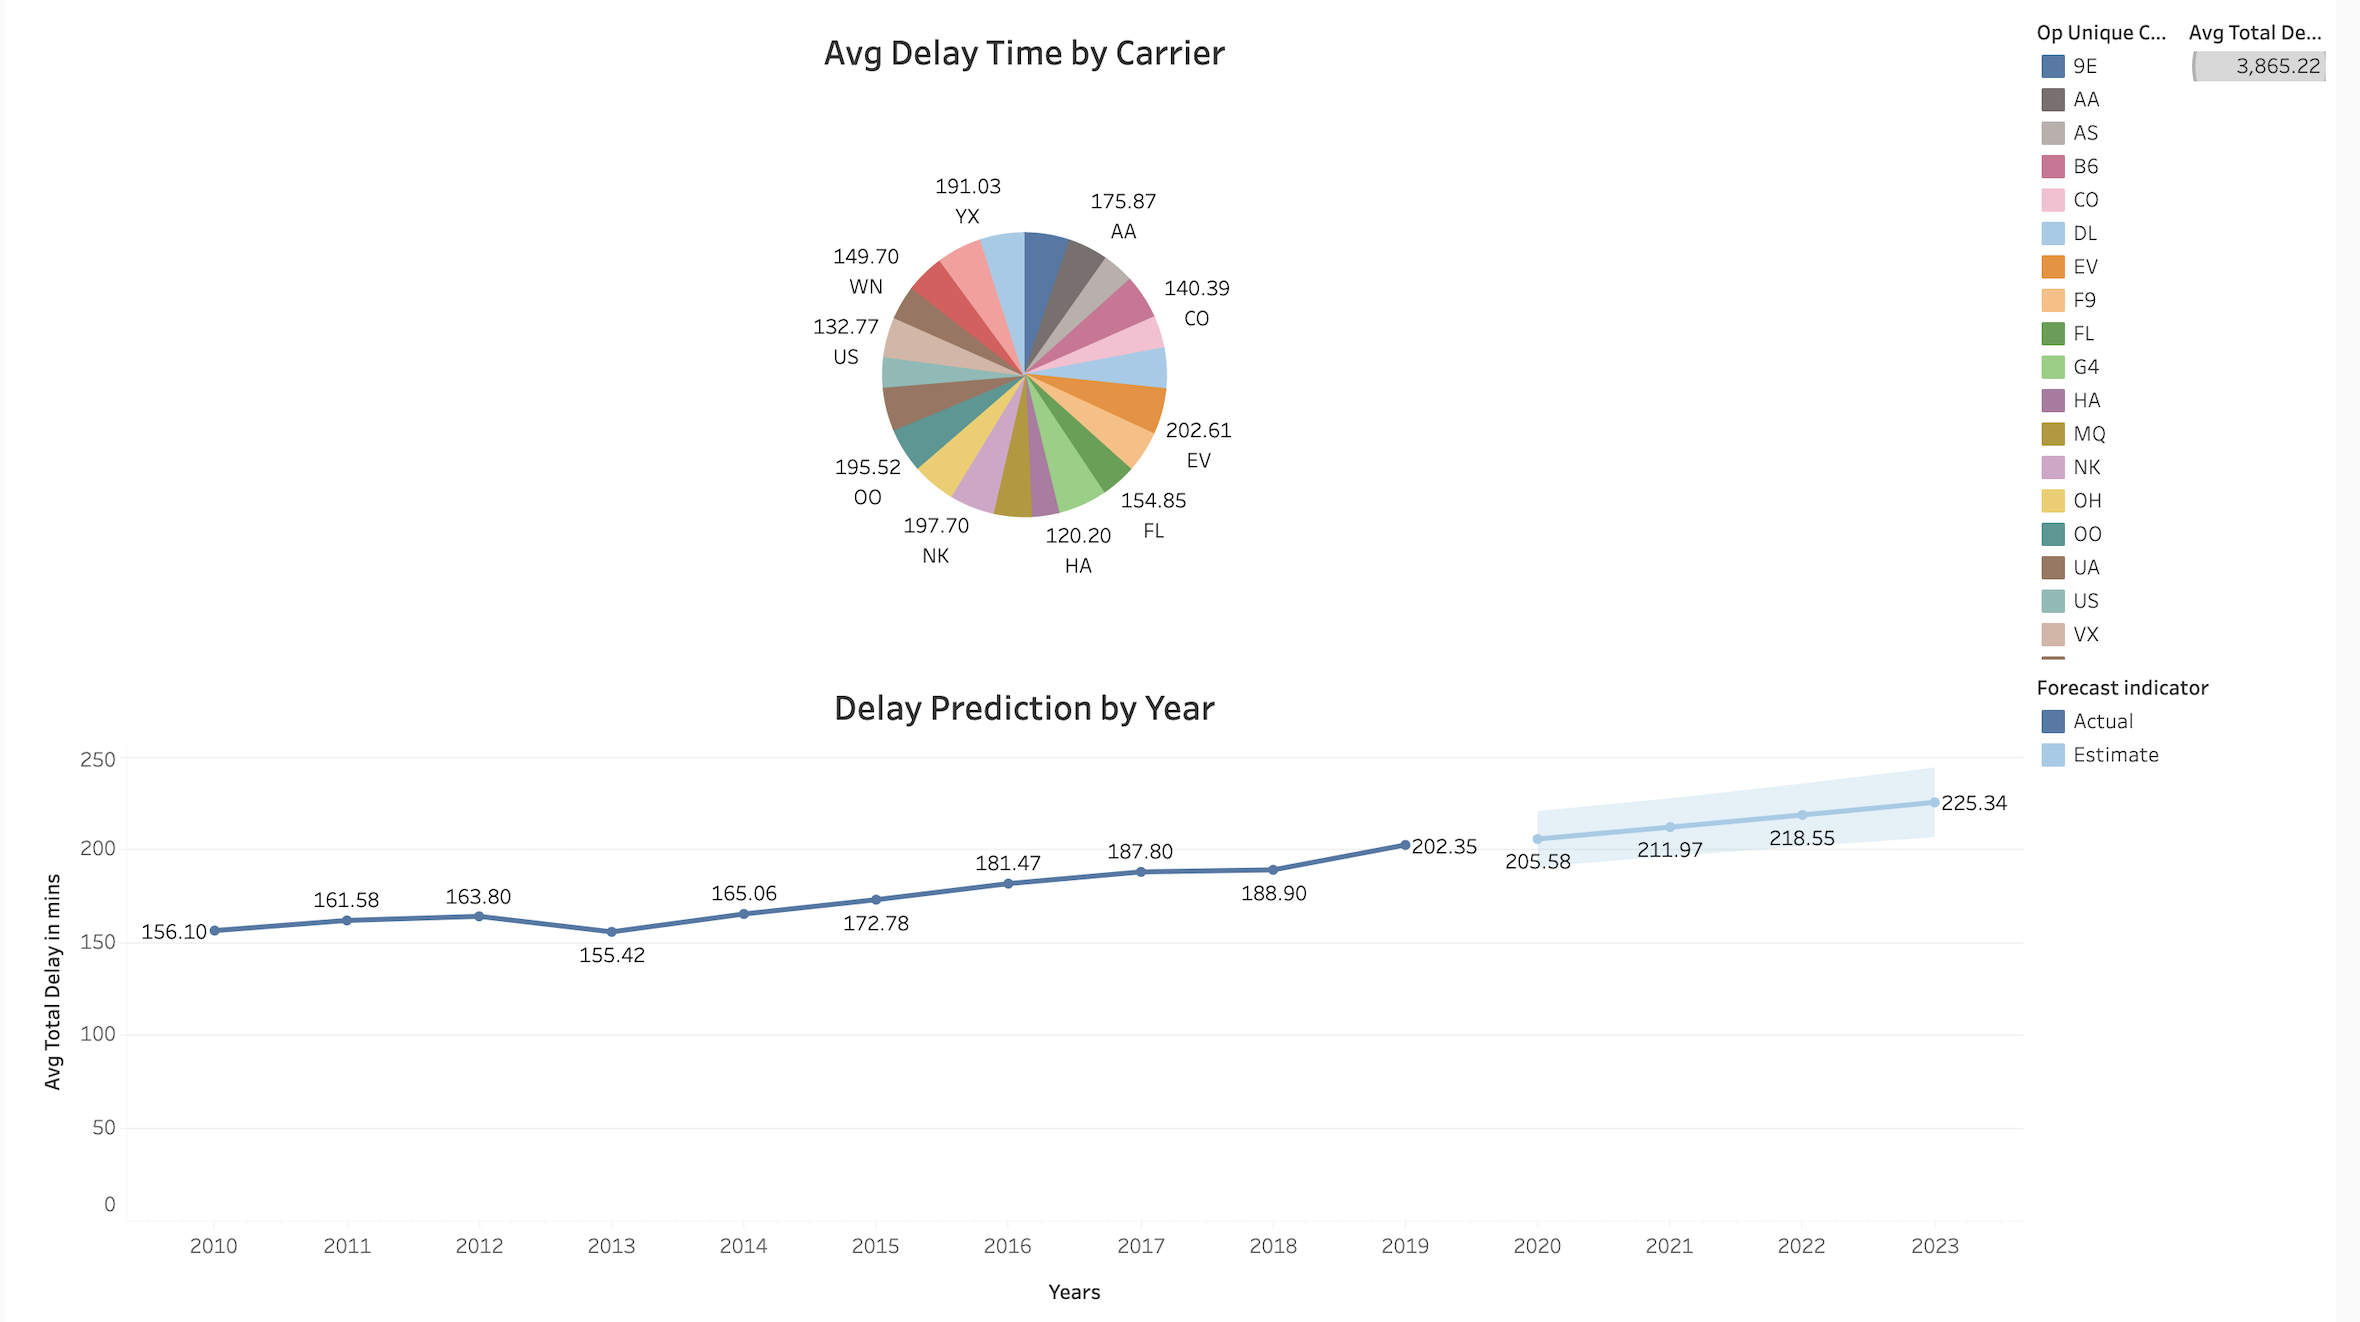 Avg Delay Time by Carrier
191.03
YX
175.87
AA
149.70
WN
140.39
CO
132.77
US
202.61
EV
195.52
OO
154.85
FL
197.70
NK
120.20
HA
Op Unique C...
9E
AA
AS
B6
CO
DL
EV
F9
FL
G4
HA
MQ
NK
OH
OO
UA
US
VX
Avg Total De...
3,865.22
Delay Prediction by Year
Avg Total Delay in mins
250
200
150
100
50
0
156.10
161.58
163.80
155.42
165.06
172.78
181.47
187.80
188.90
202.35
205.58
211.97
218.55
225.34
2010 2011 2012 2013 2014 2015 2016 2017 2018 2019 2020 2021 2022 2023
Years
Forecast indicator
Actual
Estimate